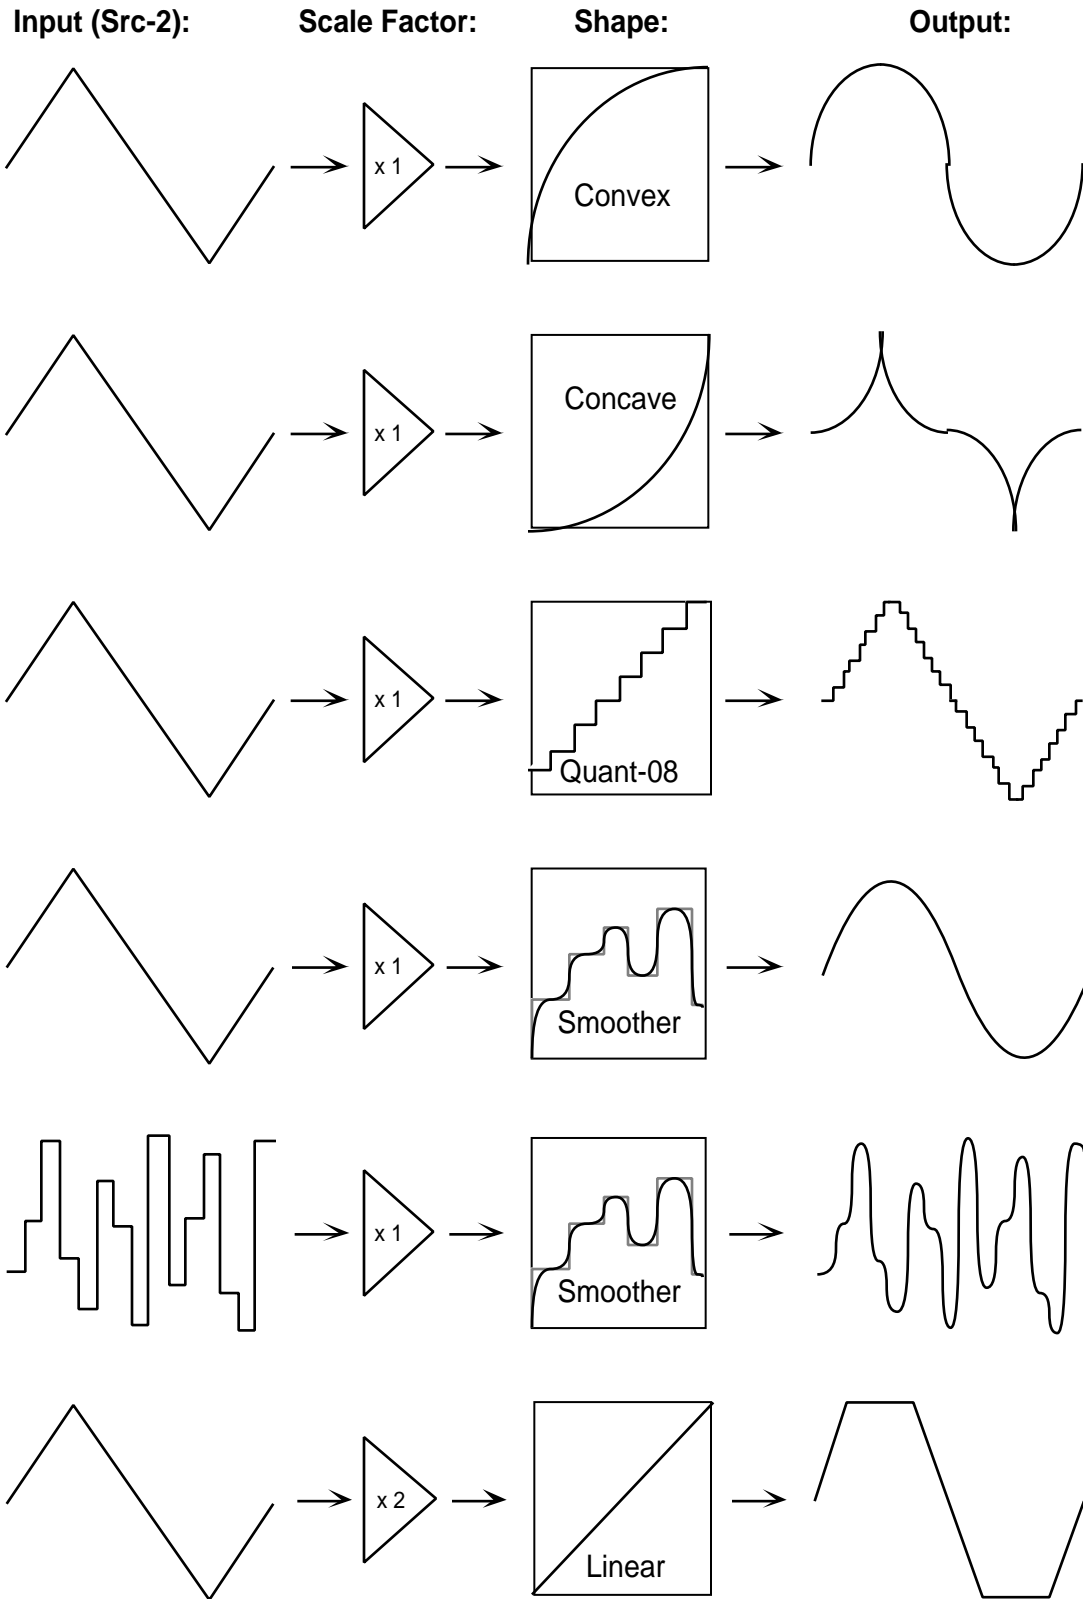 Input (Src-2): Scale Factor: Shape: Output:
x 1
Convex
x 1
Concave
x 1
Quant-08
x 1
Smoother
x 1
Smoother
x 2
Linear